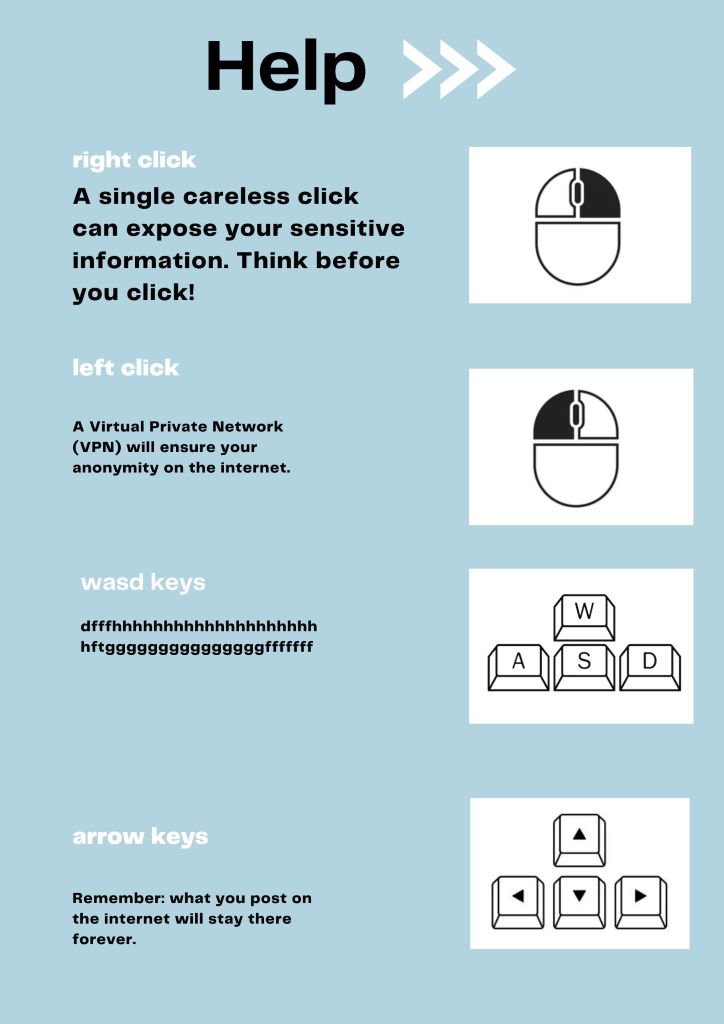 Help
right click
A single careless click
can expose your sensitive
information. Think before
you click!
left click
A Virtual Private Network
(VPN) will ensure your
anonymity on the internet.
wasd keys
dfffhhhhhhhhhhhhhhhhhhhh
hftgggggggggggggggfffffff
W
A S D
arrow keys
Remember: what you post on
the internet will stay there
forever.